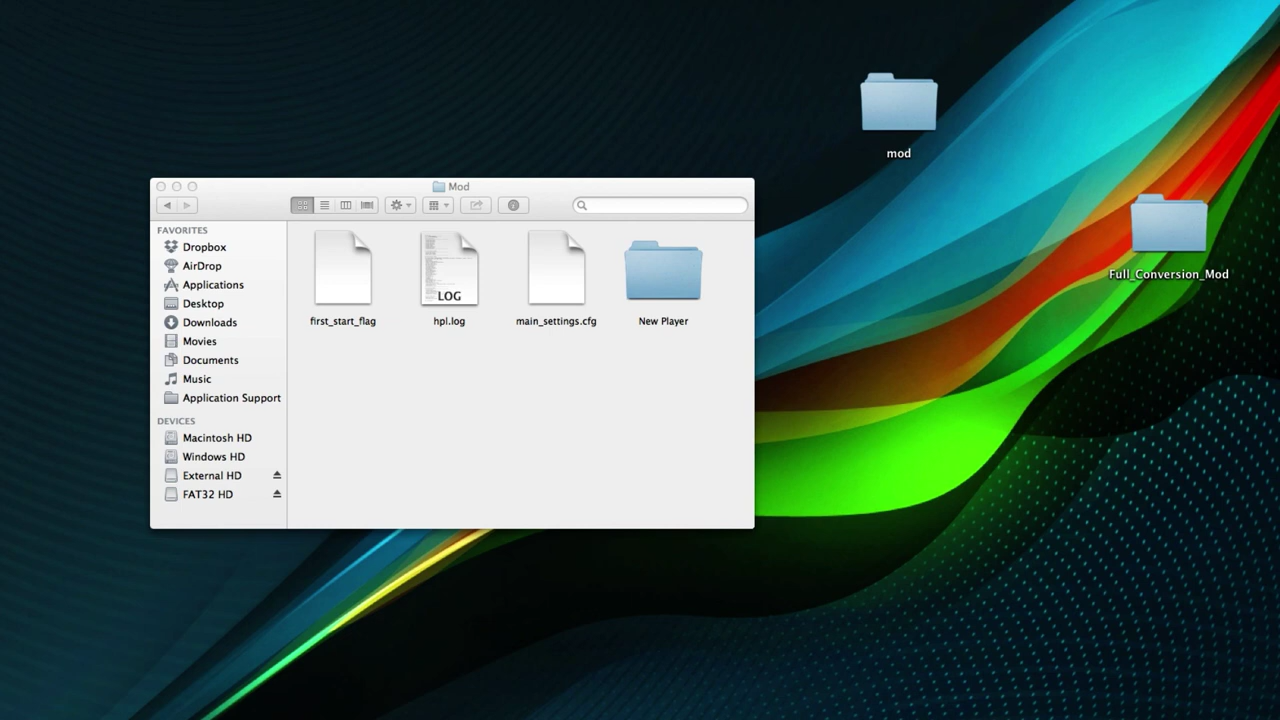 mod
Full_Conversion_Mod
Mod
FAVORITES
Dropbox
AirDrop
Applications
Desktop
Downloads
Movies
Documents
Music
Application Support
DEVICES
Macintosh HD
Windows HD
External HD
FAT32 HD
LOG
first_start_flag
hpl.log
main_settings.cfg
New Player